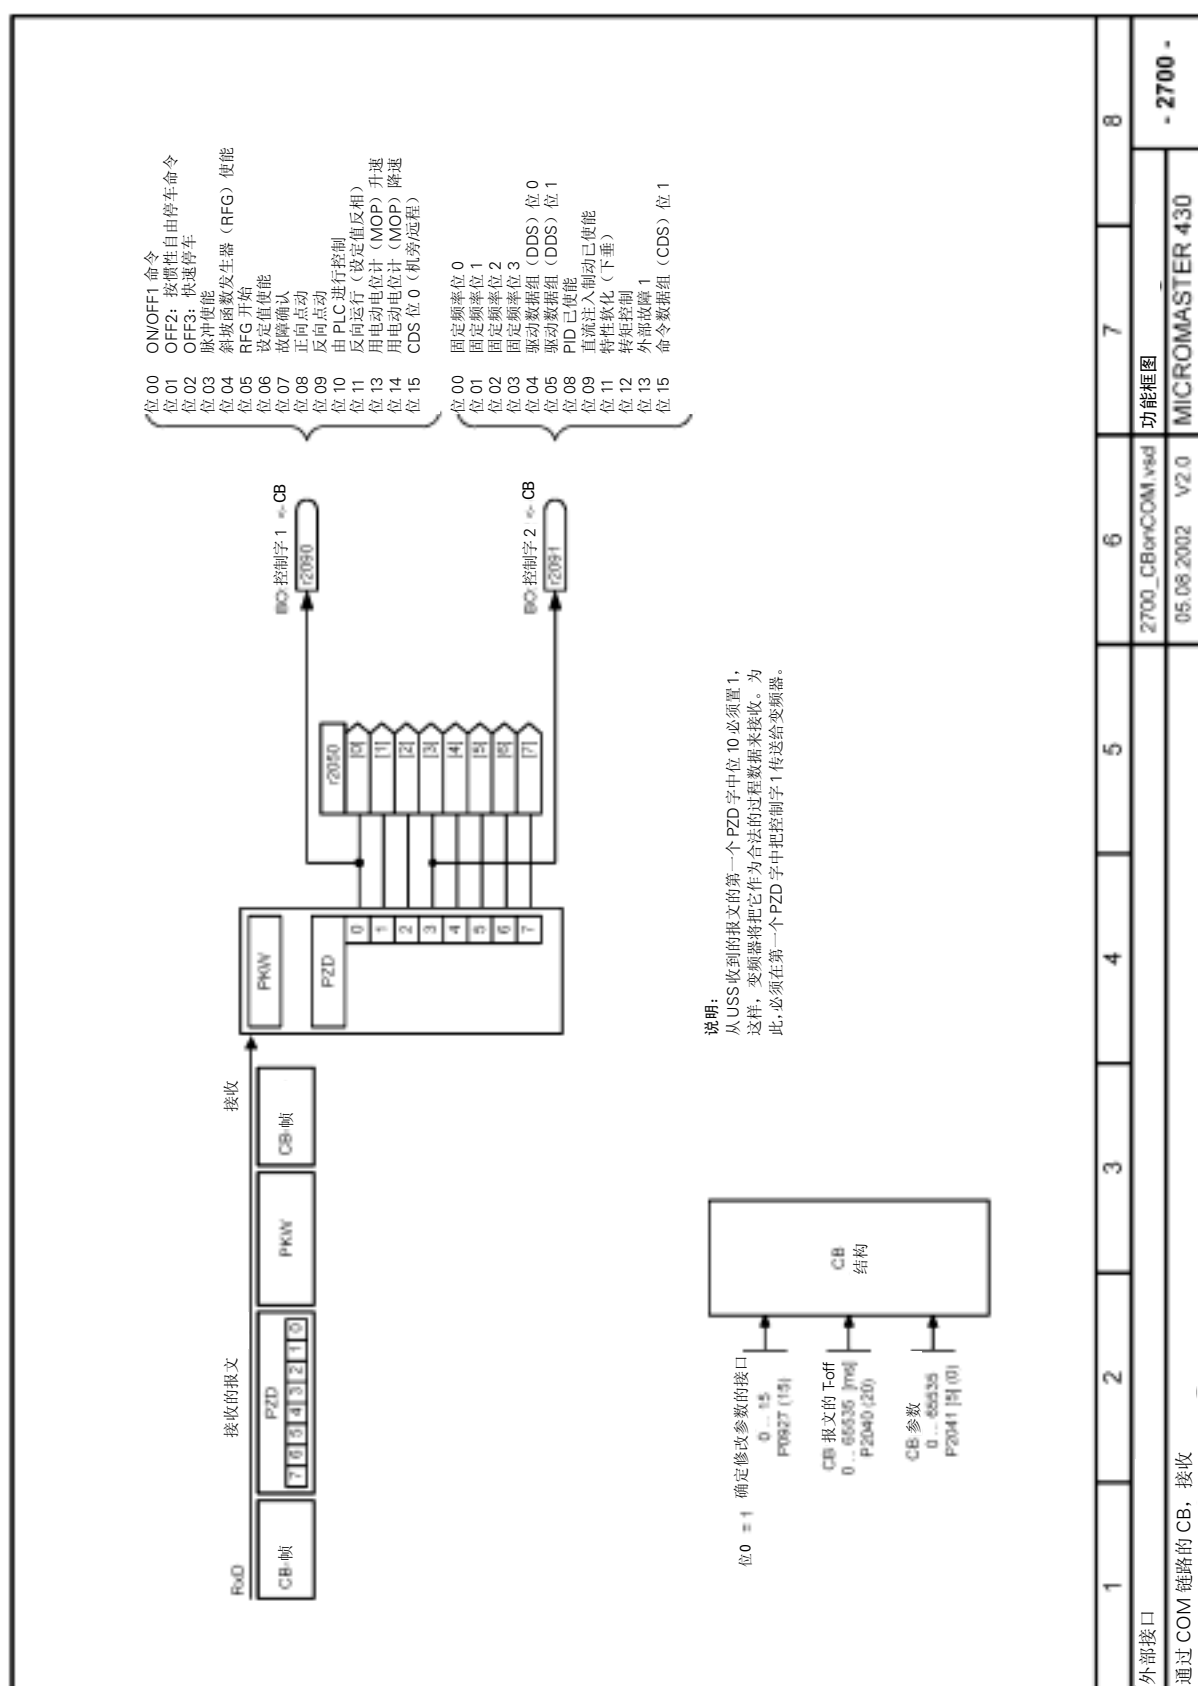 RxD
接收的报文
接收
CB-帧
PZD
7 6 5 4 3 2 1 0
PKW
CB-帧
PKW
PZD
0
1
2
3
4
5
6
7
r2050
[0]
[1]
[2]
[3]
[4]
[5]
[6]
[7]
BO:控制字 1 <- CB
r2090
BO:控制字 2 <- CB
r2091
位 00 ON/OFF1 命令
位 01 OFF2：按惯性自由停车命令
位 02 OFF3：快速停车
位 03 脉冲使能
位 04 斜坡函数发生器（RFG）使能
位 05 RFG 开始
位 06 设定值使能
位 07 故障确认
位 08 正向点动
位 09 反向点动
位 10 由 PLC 进行控制
位 11 反向运行（设定值反相）
位 13 用电动电位计（MOP）升速
位 14 用电动电位计（MOP）降速
位 15 CDS 位 0（机旁/远程）
位 00 固定频率位 0
位 01 固定频率位 1
位 02 固定频率位 2
位 03 固定频率位 3
位 04 驱动数据组（DDS）位 0
位 05 驱动数据组（DDS）位 1
位 08 PID 已使能
位 09 直流注入制动已使能
位 11 特性软化（下垂）
位 12 转矩控制
位 13 外部故障 1
位 15 命令数据组（CDS）位 1
说明：
从 USS 收到的报文的第一个 PZD 字中位 10 必须置 1，
这样，变频器将把它作为合法的过程数据来接收。为
此，必须在第一个 PZD 字中把控制字 1 传送给变频器。
位0 = 1 确定修改参数的接口
0 ... 15
P0927 (15)
CB 报文的 T-off
0 ... 65535 [ms]
P2040 (20)
CB 参数
0 ... 65535
P2041 [5] (0)
CB
结构
1 2 3 4 5 6 7 8
外部接口
2700_CBonCOM.vsd
功能框图
- 2700 -
通过 COM 链路的 CB，接收
05.08.2002 V2.0
MICROMASTER 430